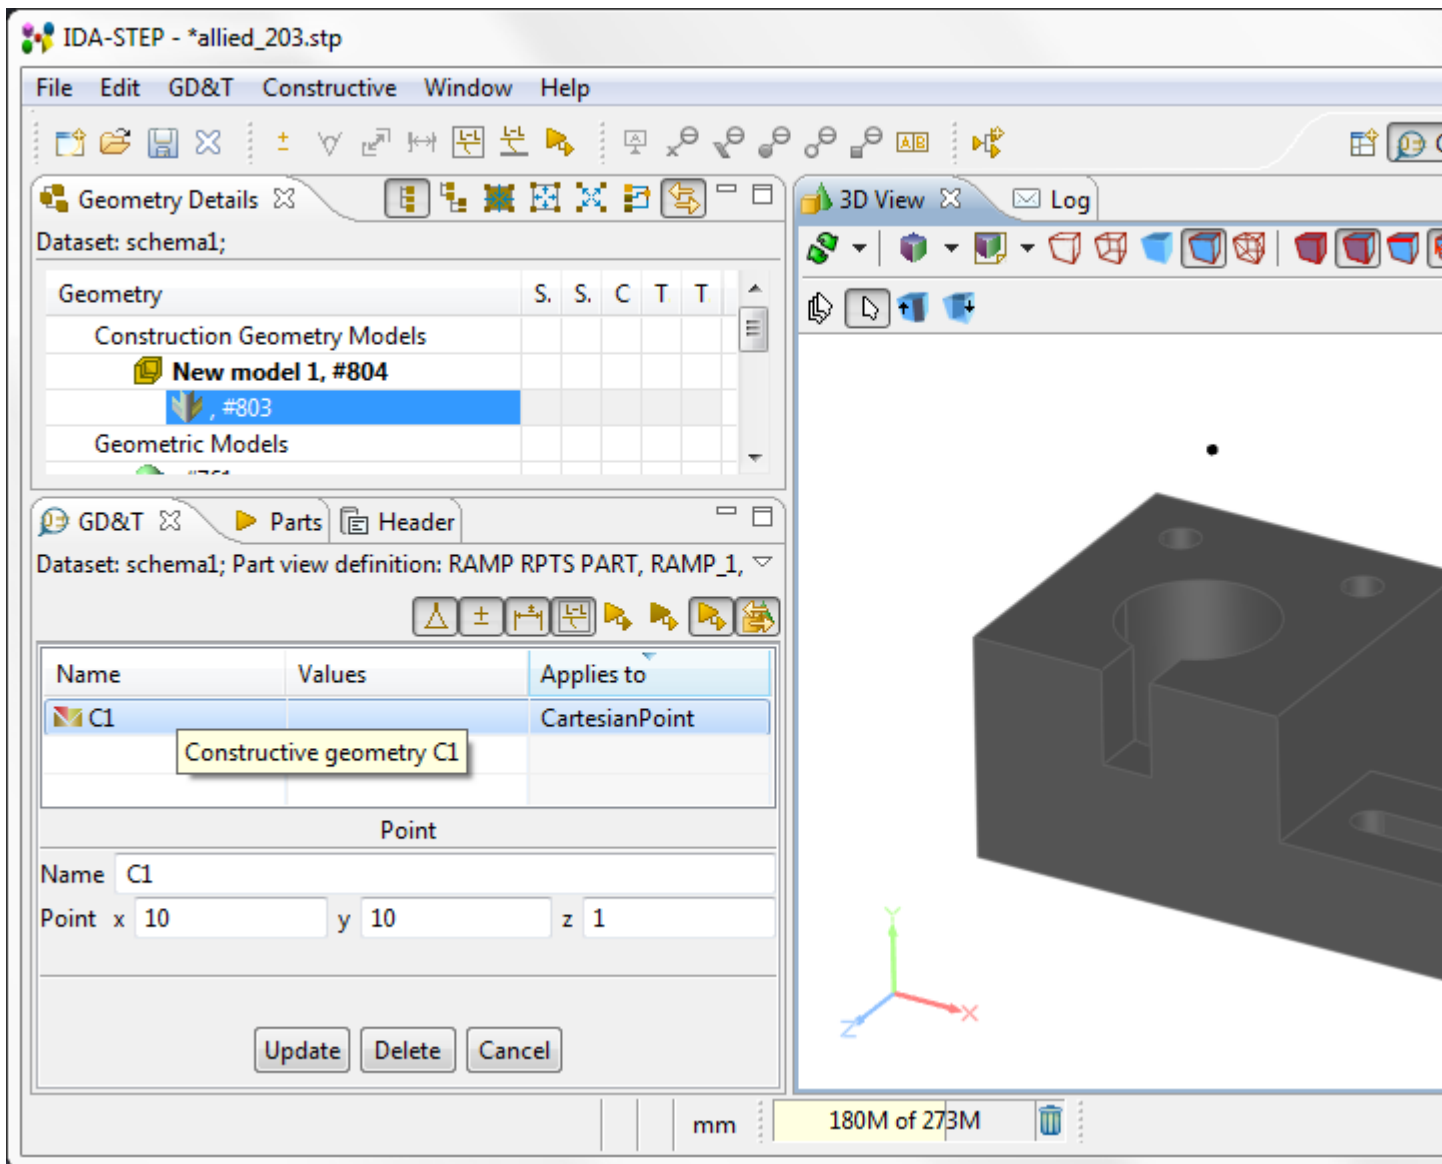 IDA-STEP - *allied_203.stp
File Edit GD&T Constructive Window Help
Geometry Details
Dataset: schema1;
Geometry S. S. C T T
Construction Geometry Models
New model 1, #804
, #803
Geometric Models
GD&T Parts Header
Dataset: schema1; Part view definition: RAMP RPTS PART, RAMP_1,
Name Values Applies to
C1 CartesianPoint
Constructive geometry C1
Point
Name C1
Point x 10 y 10 z 1
Update Delete Cancel
3D View Log
Y
X
Z
mm 180M of 273M